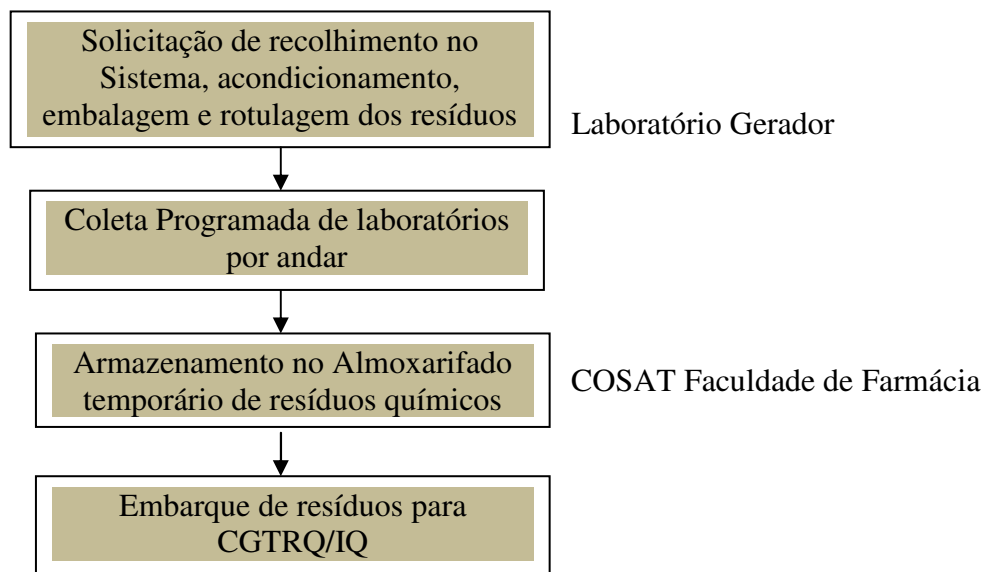 Solicitação de recolhimento no
Sistema, acondicionamento,
embalagem e rotulagem dos resíduos
Laboratório Gerador
Coleta Programada de laboratórios
por andar
Armazenamento no Almoxarifado
temporário de resíduos químicos
COSAT Faculdade de Farmácia
Embarque de resíduos para
CGTRQ/IQ